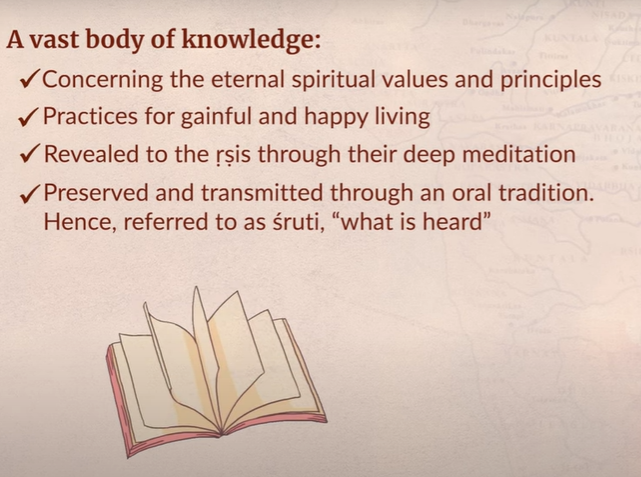 A vast body of knowledge:
✓Concerning the eternal spiritual values and principles
✓Practices for gainful and happy living
✓Revealed to the ṛṣis through their deep meditation
✓Preserved and transmitted through an oral tradition.
Hence, referred to as śruti, “what is heard”